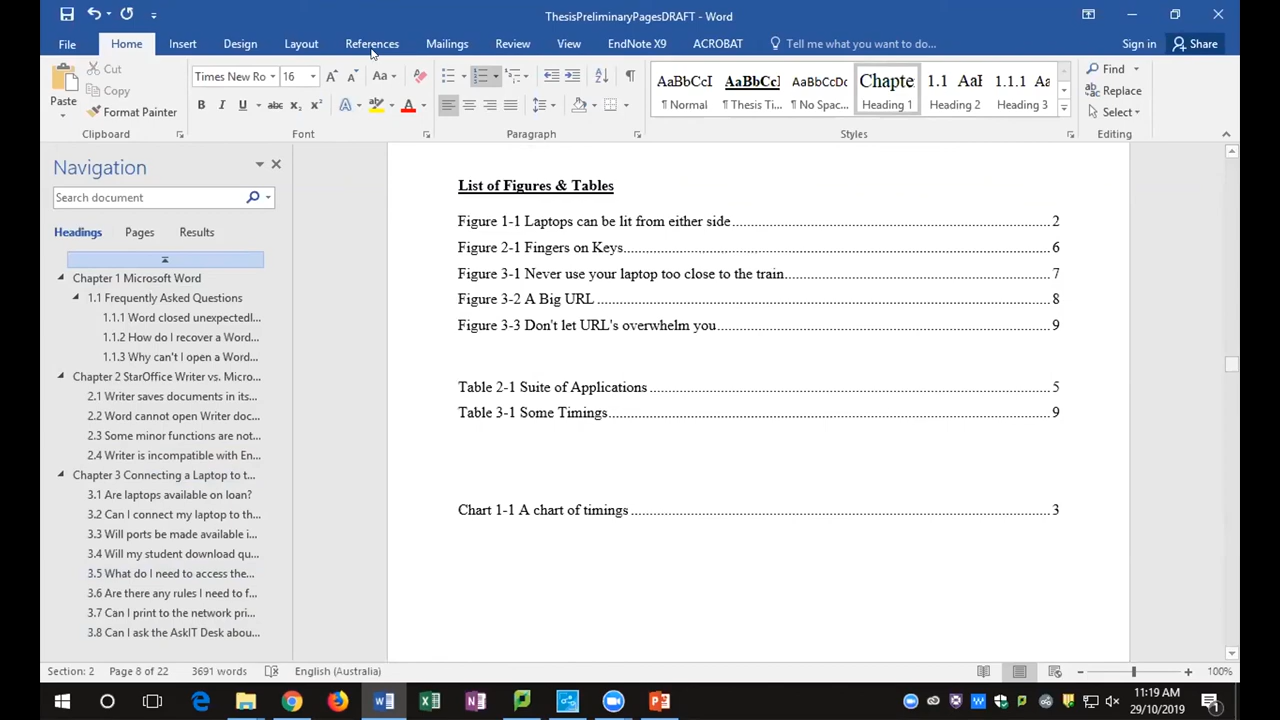 ThesisPreliminaryPagesDRAFT - Word
File Home Insert Design Layout References Mailings Review View EndNote X9 ACROBAT Tell me what you want to do... Sign in Share
Paste
Cut
Copy
Format Painter
Clipboard
Times New Ro 16 Aa
B I U abc X₂ X² A A
Font
Paragraph
AaBbCcI ¶ Normal
AaBbCcl ¶ Thesis Ti...
AaBbCcDc ¶ No Spac...
Chapte Heading 1
1.1 AaI Heading 2
1.1.1 Aa Heading 3
Styles
Find
Replace
Select
Editing
Navigation
Search document
Headings Pages Results
Chapter 1 Microsoft Word
1.1 Frequently Asked Questions
1.1.1 Word closed unexpectedl...
1.1.2 How do I recover a Word...
1.1.3 Why can't I open a Word...
Chapter 2 StarOffice Writer vs. Micro...
2.1 Writer saves documents in its...
2.2 Word cannot open Writer doc...
2.3 Some minor functions are not...
2.4 Writer is incompatible with En...
Chapter 3 Connecting a Laptop to t...
3.1 Are laptops available on loan?
3.2 Can I connect my laptop to th...
3.3 Will ports be made available i...
3.4 Will my student download qu...
3.5 What do I need to access the...
3.6 Are there any rules I need to f...
3.7 Can I print to the network pri...
3.8 Can I ask the AskIT Desk abou...
List of Figures & Tables
Figure 1-1 Laptops can be lit from either side 2
Figure 2-1 Fingers on Keys 6
Figure 3-1 Never use your laptop too close to the train 7
Figure 3-2 A Big URL 8
Figure 3-3 Don't let URL's overwhelm you 9
Table 2-1 Suite of Applications 5
Table 3-1 Some Timings 9
Chart 1-1 A chart of timings 3
Section: 2 Page 8 of 22 3691 words English (Australia) 100%
11:19 AM
29/10/2019